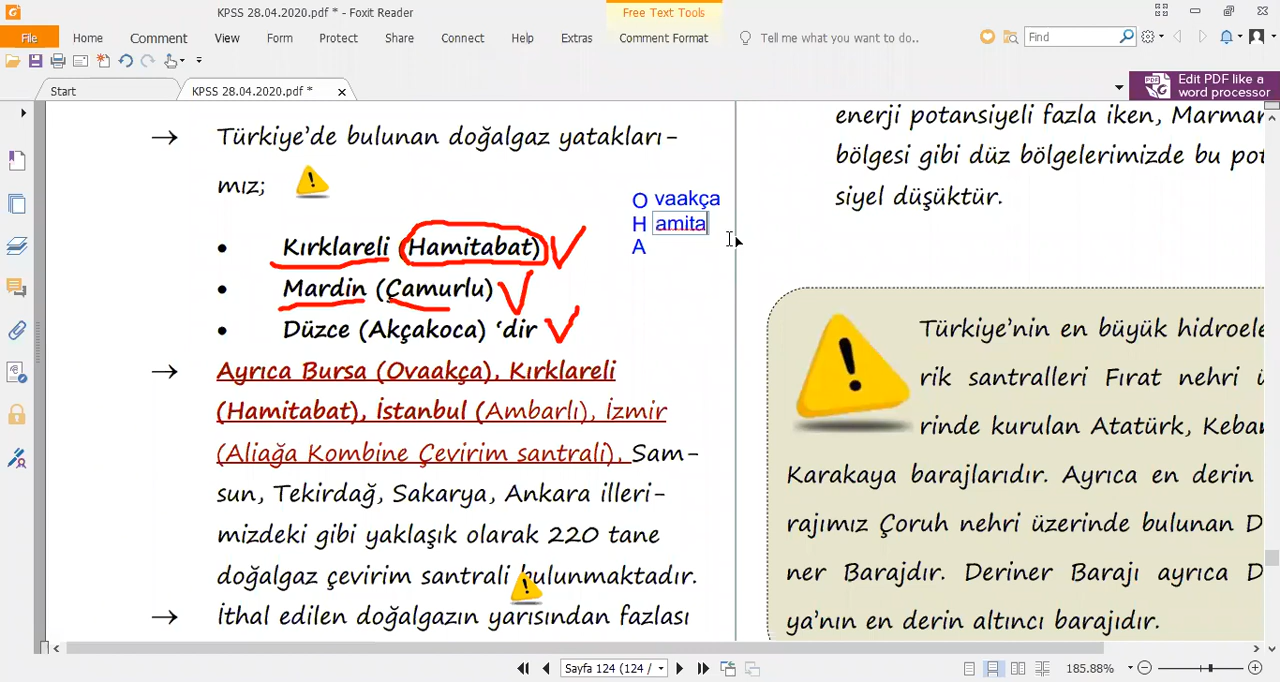 KPSS 28.04.2020.pdf * - Foxit Reader
Free Text Tools
File
Home
Comment
View
Form
Protect
Share
Connect
Help
Extras
Comment Format
Tell me what you want to do..
Find
Start
KPSS 28.04.2020.pdf *
Edit PDF like a
word processor
→ Türkiye’de bulunan doğalgaz yatakları-
mız;
• Kırklareli (Hamitabat)
• Mardin (Çamurlu)
• Düzce (Akçakoca) ‘dir
O vaakça
H amita
A
→ Ayrıca Bursa (Ovaakça), Kırklareli
(Hamitabat), İstanbul (Ambarlı), İzmir
(Aliağa Kombine Çevirim santrali), Sam-
sun, Tekirdağ, Sakarya, Ankara illeri-
mizdeki gibi yaklaşık olarak 220 tane
doğalgaz çevirim santrali bulunmaktadır.
→ İthal edilen doğalgazın yarısından fazlası
enerji potansiyeli fazla iken, Marmar
bölgesi gibi düz bölgelerimizde bu pot
siyel düşüktür.
Türkiye’nin en büyük hidroele
rik santralleri Fırat nehri ü
rinde kurulan Atatürk, Keban
Karakaya barajlarıdır. Ayrıca en derin
rajımız Çoruh nehri üzerinde bulunan D
ner Barajdır. Deriner Barajı ayrıca D
ya’nın en derin altıncı barajıdır.
Sayfa 124 (124 /
185.88%